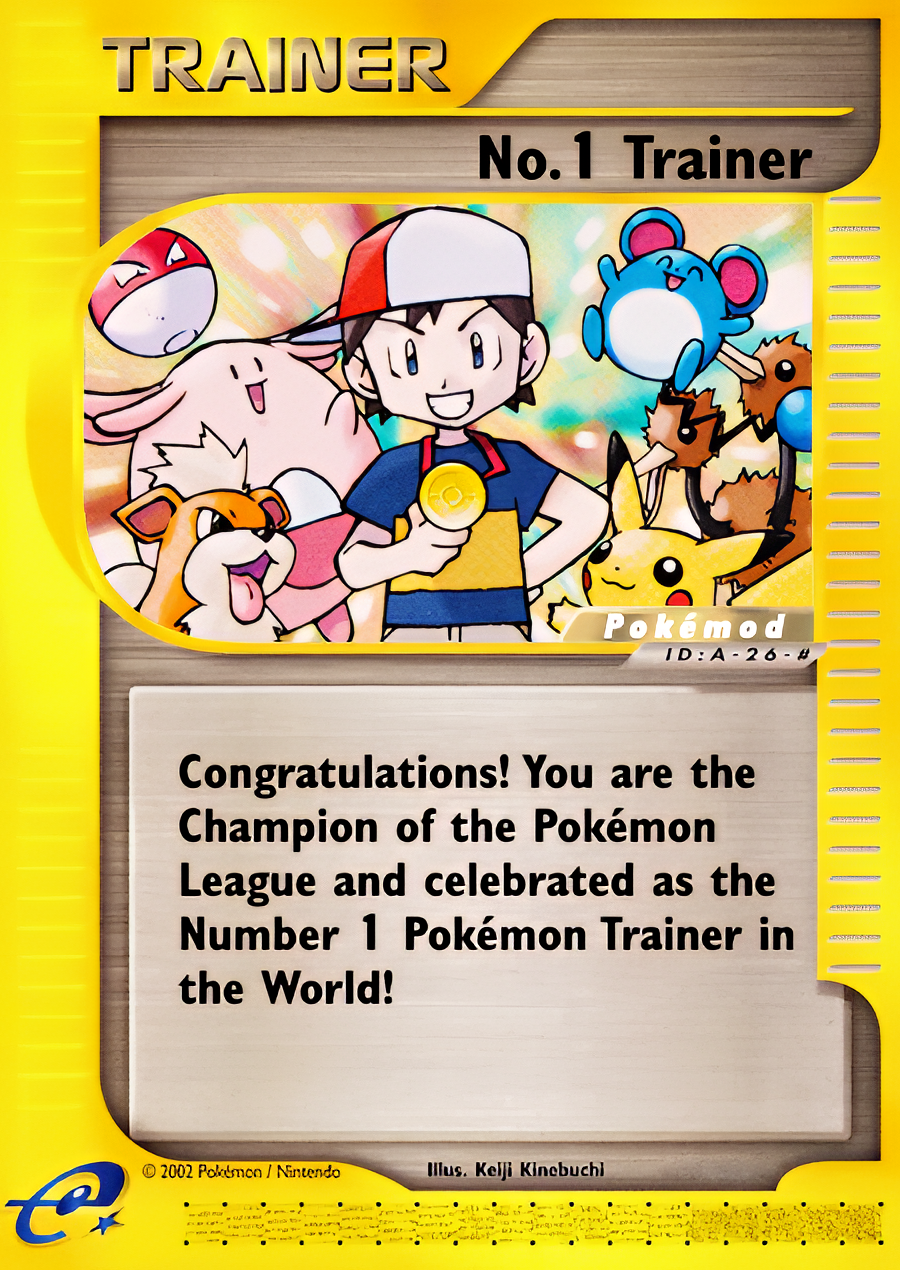 TRAINER
No.1 Trainer
Pokémod
ID:A-26-#
Congratulations! You are the
Champion of the Pokémon
League and celebrated as the
Number 1 Pokémon Trainer in
the World!
© 2002 Pokémon / Nintendo
Illus. Keiji Kinebuchi
e